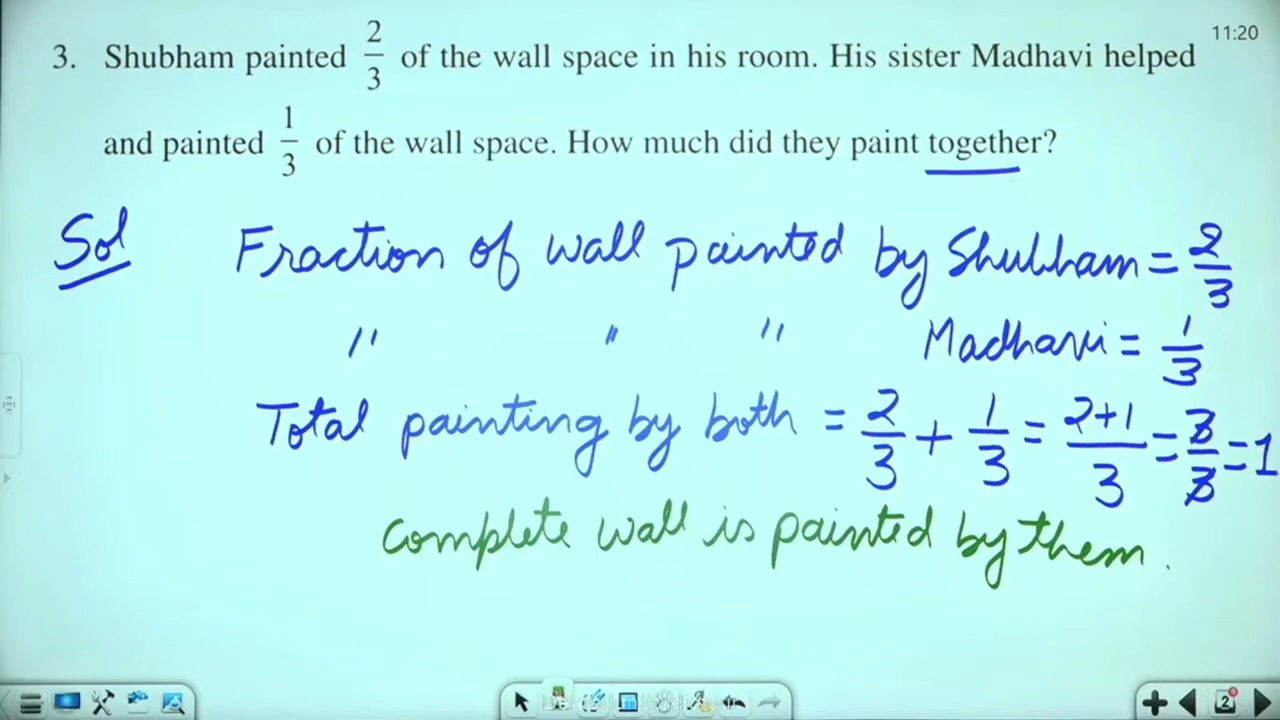 11:20
3. Shubham painted 2/3 of the wall space in his room. His sister Madhavi helped
and painted 1/3 of the wall space. How much did they paint together?
Sol Fraction of wall painted by Shubham = 2/3
" " " Madhavi = 1/3
Total painting by both = 2/3 + 1/3 = 2+1/3 = 3/3 = 1
Complete wall is painted by them.
2